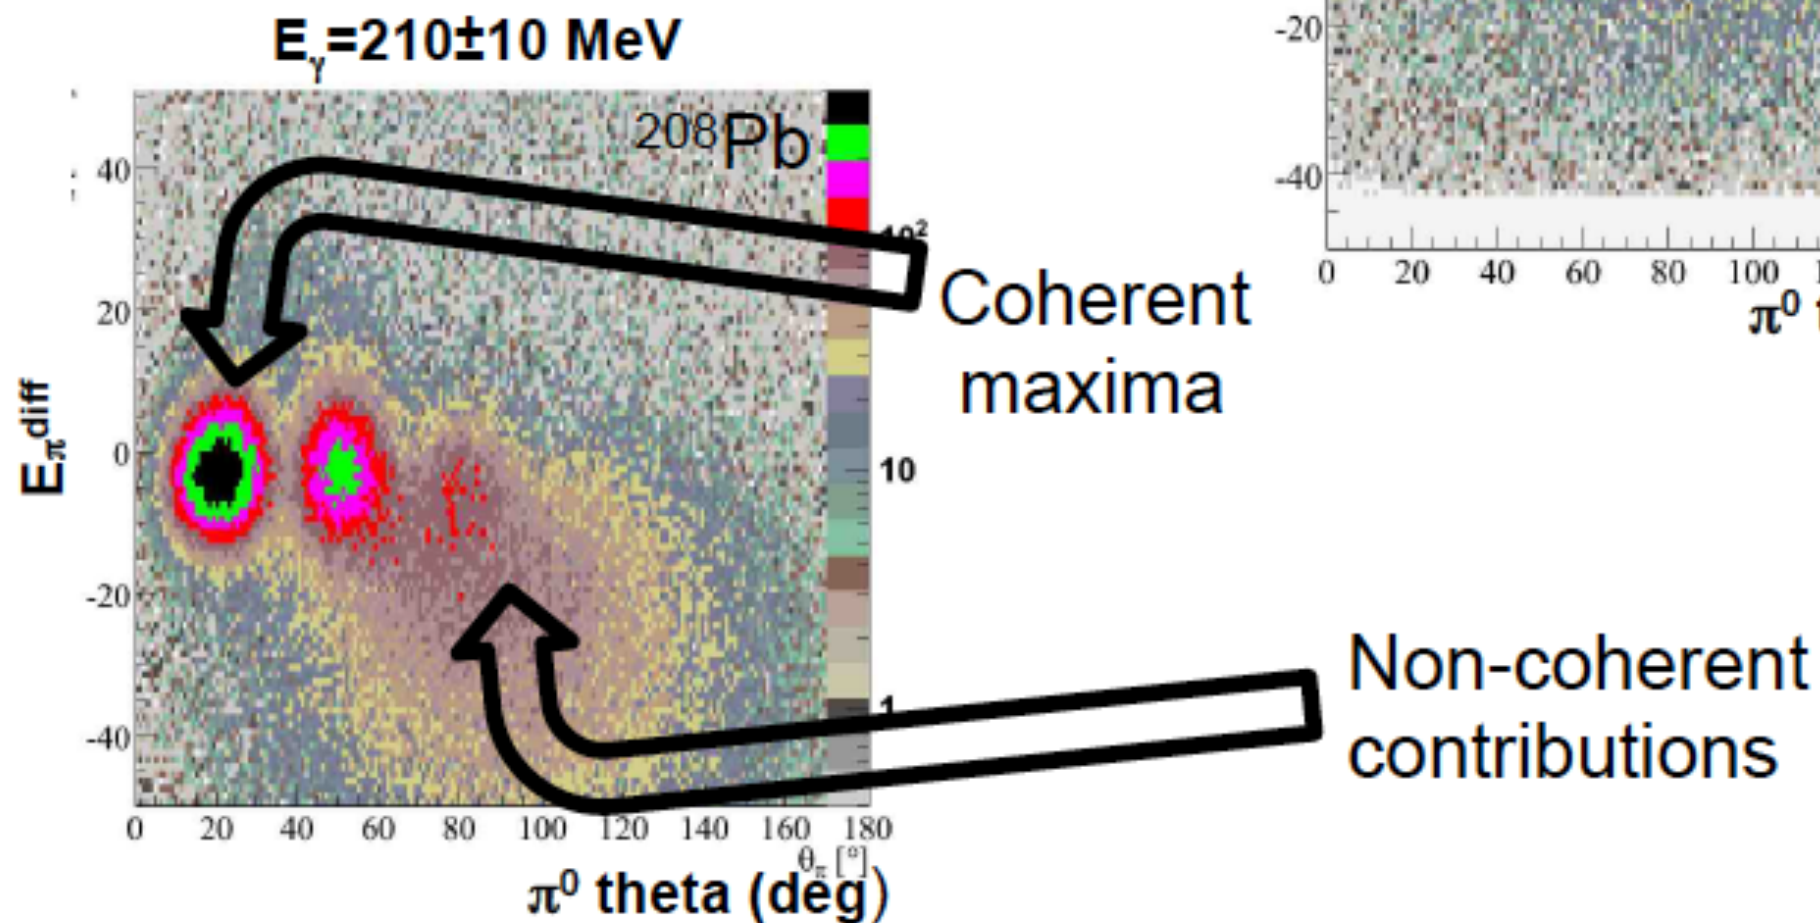 Eγ=210±10 MeV
208Pb
40
20
0
-20
-40
Eπdiff
0 20 40 60 80 100 120 140 160 180
θπ [°]
π0 theta (deg)
102
10
1
Coherent
maxima
Non-coherent
contributions
-20
-40
0 20 40 60 80 100
π0